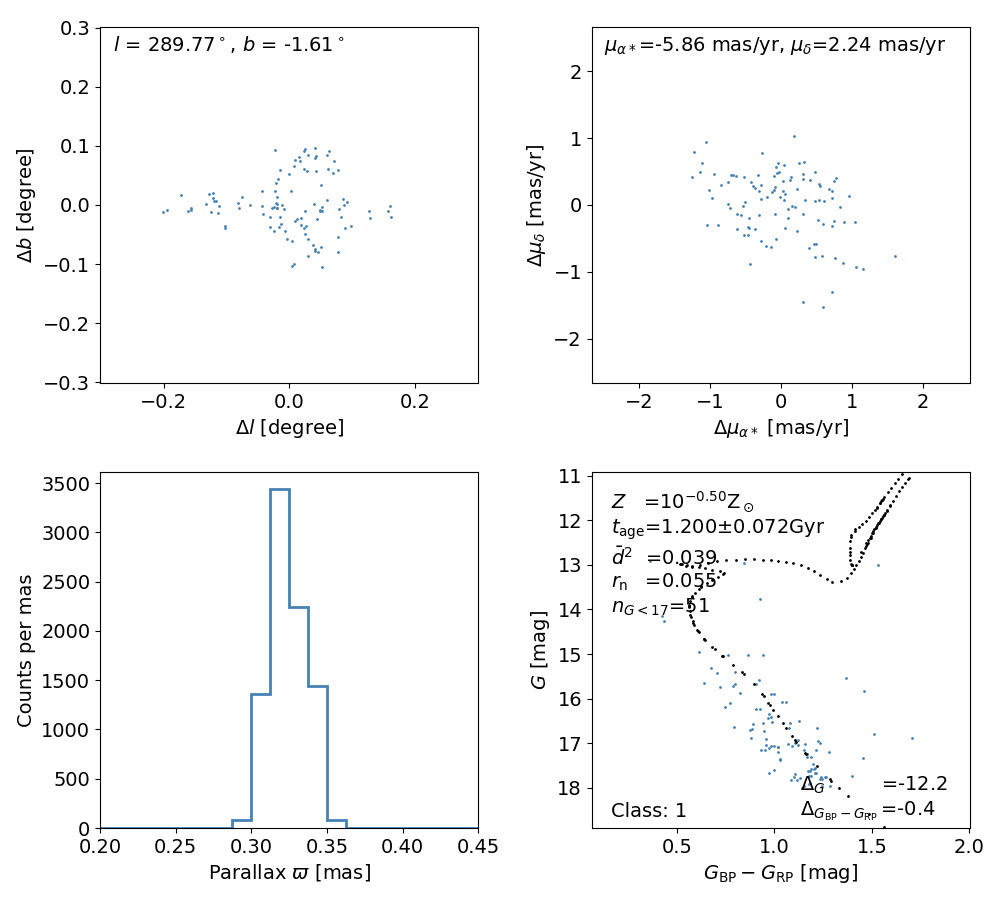 l = 289.77°, b = -1.61°
0.3
0.2
0.1
0.0
−0.1
−0.2
−0.3
Δb [degree]
−0.2 0.0 0.2
Δl [degree]
μα*=-5.86 mas/yr, μδ=2.24 mas/yr
2
1
0
−1
−2
Δμδ [mas/yr]
−2 −1 0 1 2
Δμα* [mas/yr]
3500
3000
2500
2000
1500
1000
500
0
Counts per mas
0.20 0.25 0.30 0.35 0.40 0.45
Parallax ϖ [mas]
11
12
13
14
15
16
17
18
G [mag]
Z =10^−0.50 Z⊙
t_age=1.200±0.072Gyr
d̄² =0.039
r_n =0.055
n_G<17=51
Δ_G =-12.2
Δ_GBP−GRP=-0.4
Class: 1
0.5 1.0 1.5 2.0
G_BP − G_RP [mag]